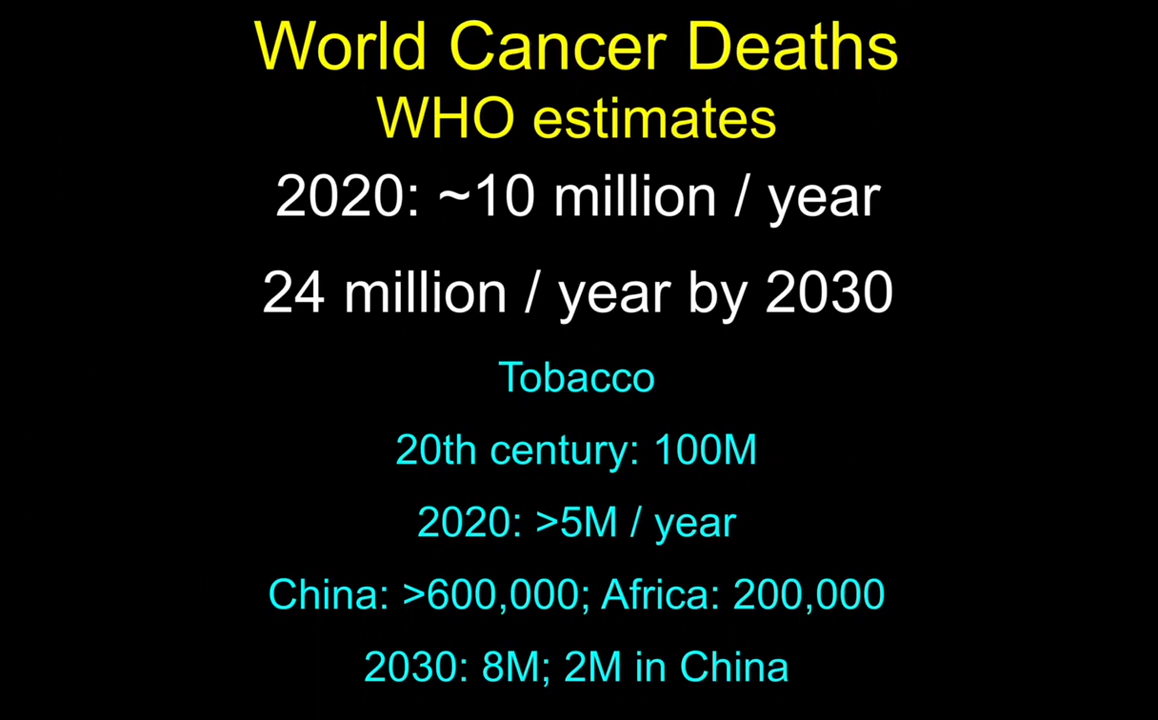 World Cancer Deaths
WHO estimates
2020: ~10 million / year
24 million / year by 2030
Tobacco
20th century: 100M
2020: >5M / year
China: >600,000; Africa: 200,000
2030: 8M; 2M in China